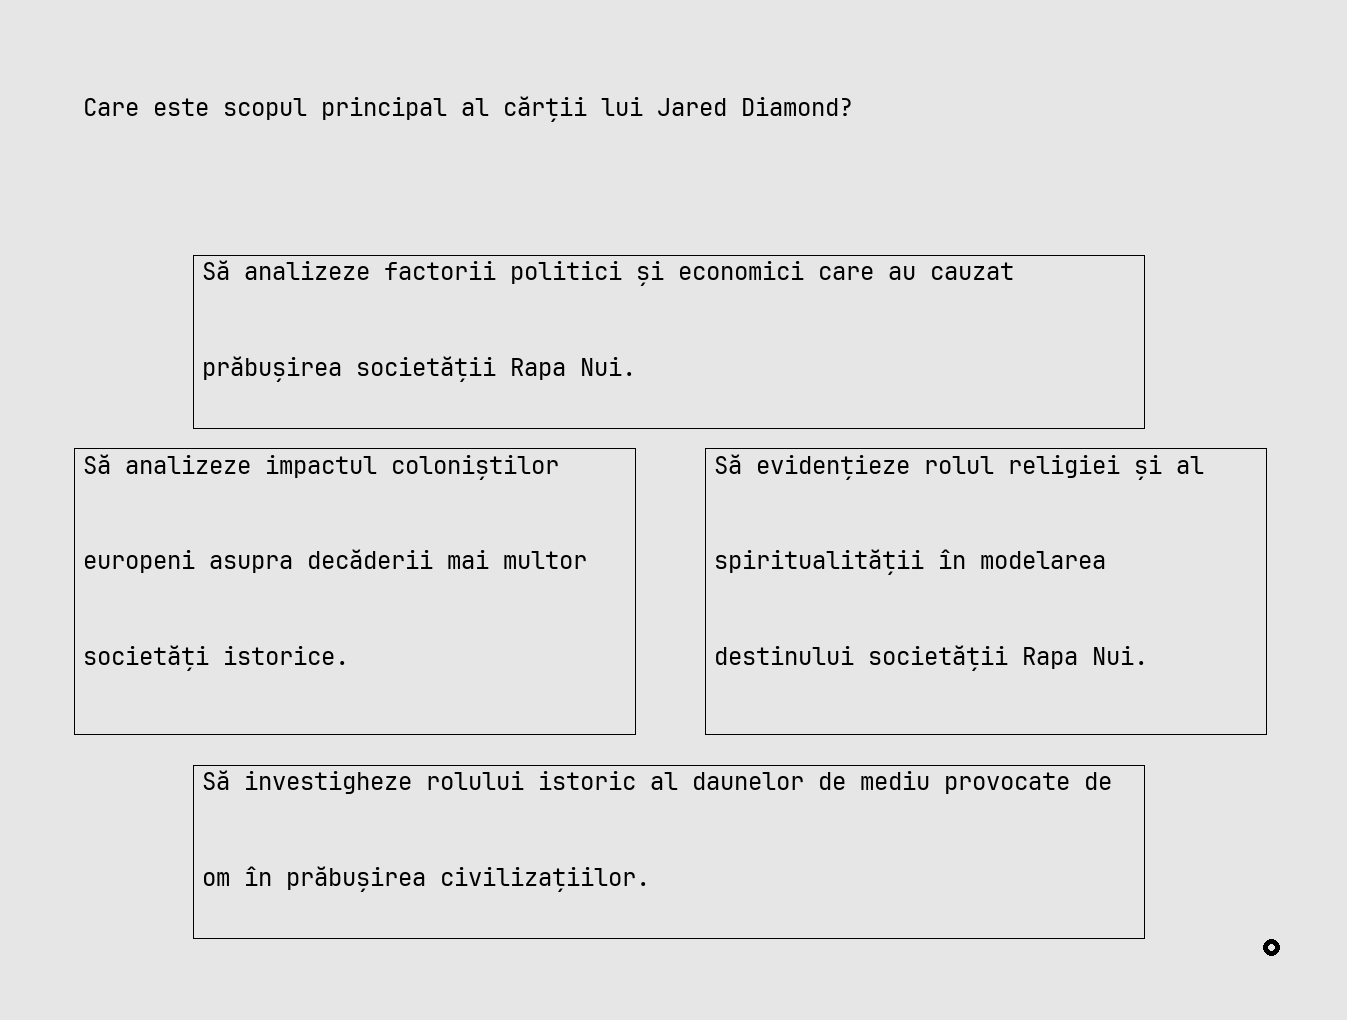 Care este scopul principal al cărții lui Jared Diamond?
Să analizeze factorii politici și economici care au cauzat
prăbușirea societății Rapa Nui.
Să analizeze impactul coloniștilor
europeni asupra decăderii mai multor
societăți istorice.
Să evidențieze rolul religiei și al
spiritualității în modelarea
destinului societății Rapa Nui.
Să investigheze rolului istoric al daunelor de mediu provocate de
om în prăbușirea civilizațiilor.